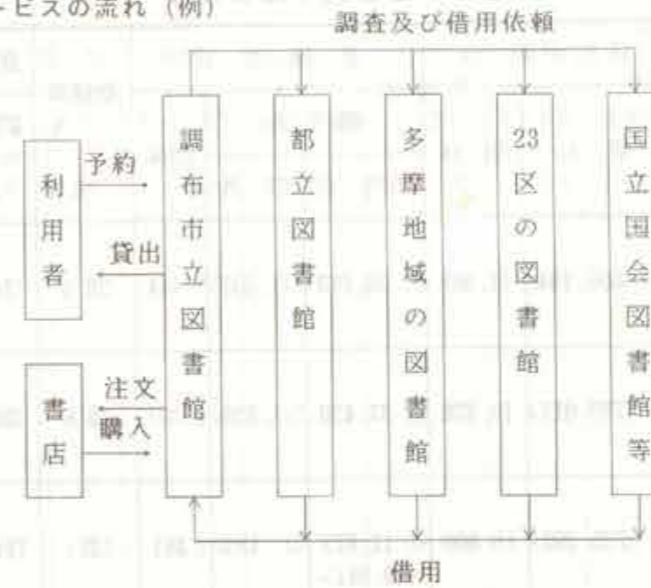 ービスの流れ (例)
調査及び借用依頼
利用者
予約
貸出
書店
注文
購入
調布市立図書館
都立図書館
多摩地域の図書館
23区の図書館
国立国会図書館等
借用